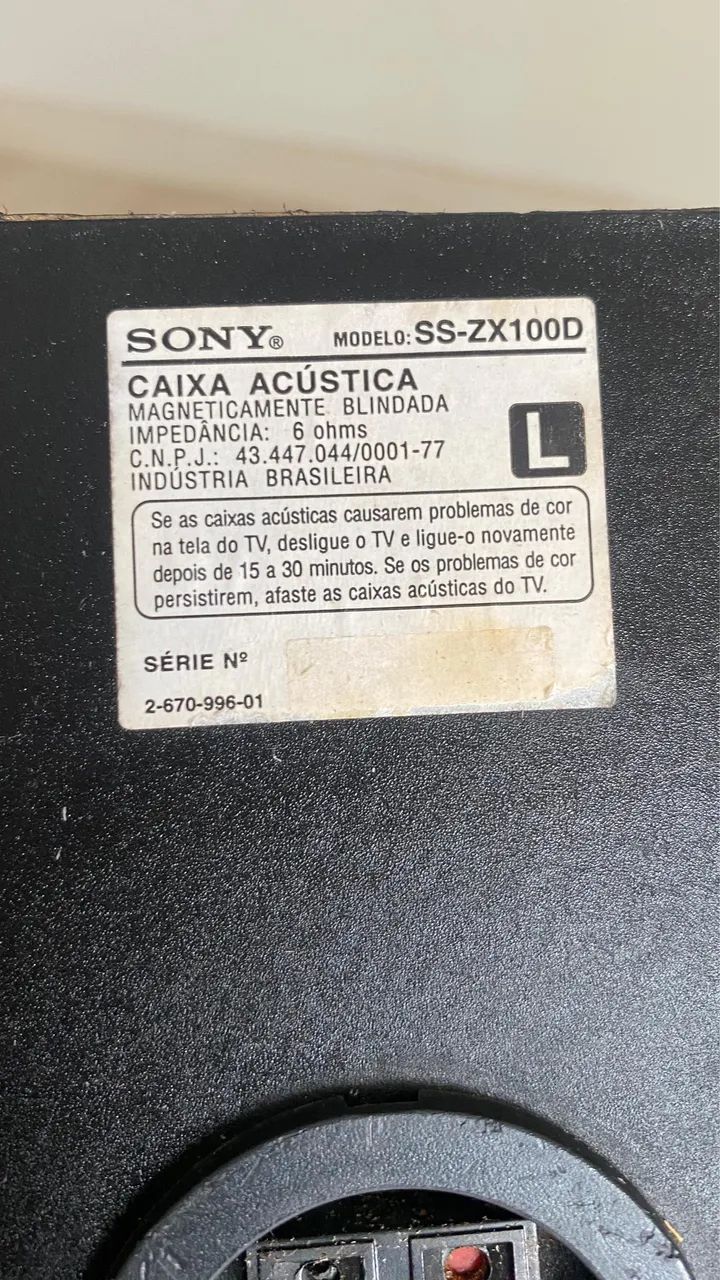 SONY® MODELO: SS-ZX100D
CAIXA ACÚSTICA
MAGNETICAMENTE BLINDADA
IMPEDÂNCIA: 6 ohms
C.N.P.J.: 43.447.044/0001-77
INDÚSTRIA BRASILEIRA
L
Se as caixas acústicas causarem problemas de cor
na tela do TV, desligue o TV e ligue-o novamente
depois de 15 a 30 minutos. Se os problemas de cor
persistirem, afaste as caixas acústicas do TV.
SÉRIE Nº
2-670-996-01